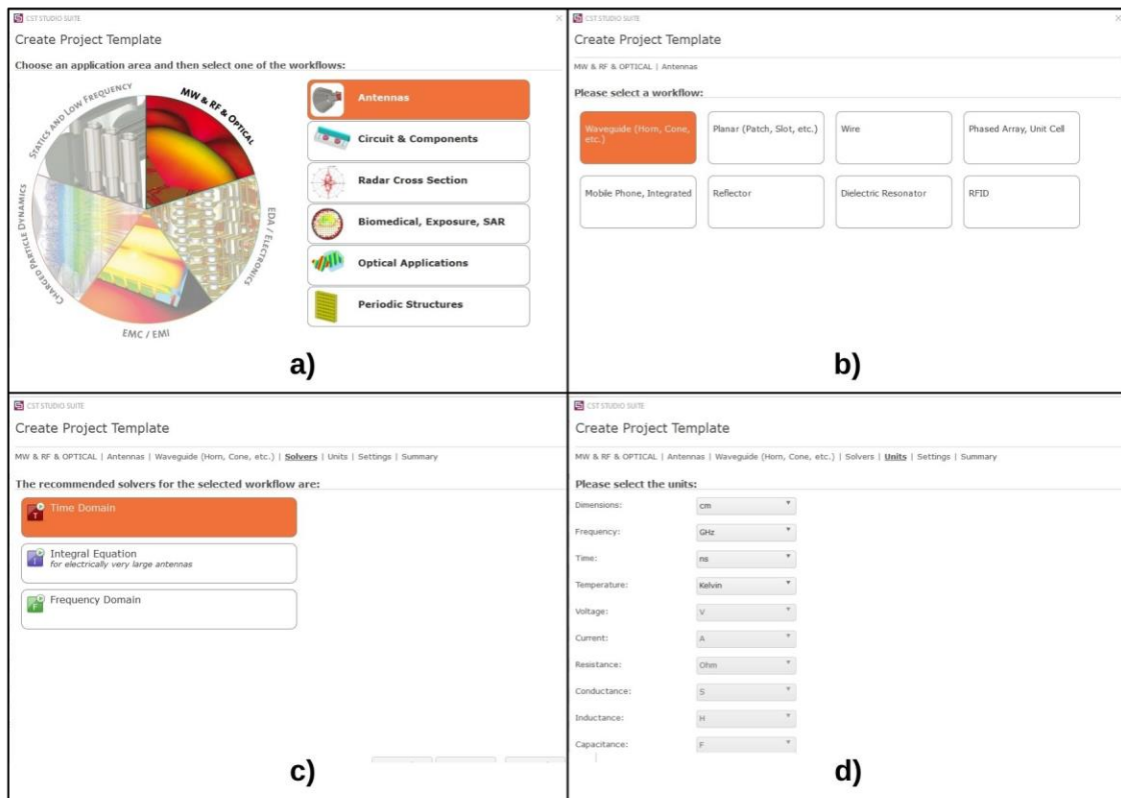 CST STUDIO SUITE
Create Project Template
Choose an application area and then select one of the workflows:
STATICS AND LOW FREQUENCY
MW & RF & OPTICAL
EDA / ELECTRONICS
EMC / EMI
CHARGED PARTICLE DYNAMICS
Antennas
Circuit & Components
Radar Cross Section
Biomedical, Exposure, SAR
Optical Applications
Periodic Structures
a)
CST STUDIO SUITE
Create Project Template
MW & RF & OPTICAL | Antennas
Please select a workflow:
Waveguide (Horn, Cone,
etc.)
Planar (Patch, Slot, etc.)
Wire
Phased Array, Unit Cell
Mobile Phone, Integrated
Reflector
Dielectric Resonator
RFID
b)
CST STUDIO SUITE
Create Project Template
MW & RF & OPTICAL | Antennas | Waveguide (Horn, Cone, etc.) | Solvers | Units | Settings | Summary
The recommended solvers for the selected workflow are:
T
Time Domain
I
Integral Equation
for electrically very large antennas
F
Frequency Domain
c)
CST STUDIO SUITE
Create Project Template
MW & RF & OPTICAL | Antennas | Waveguide (Horn, Cone, etc.) | Solvers | Units | Settings | Summary
Please select the units:
Dimensions: cm
Frequency: GHz
Time: ns
Temperature: Kelvin
Voltage: V
Current: A
Resistance: Ohm
Conductance: S
Inductance: H
Capacitance: F
d)